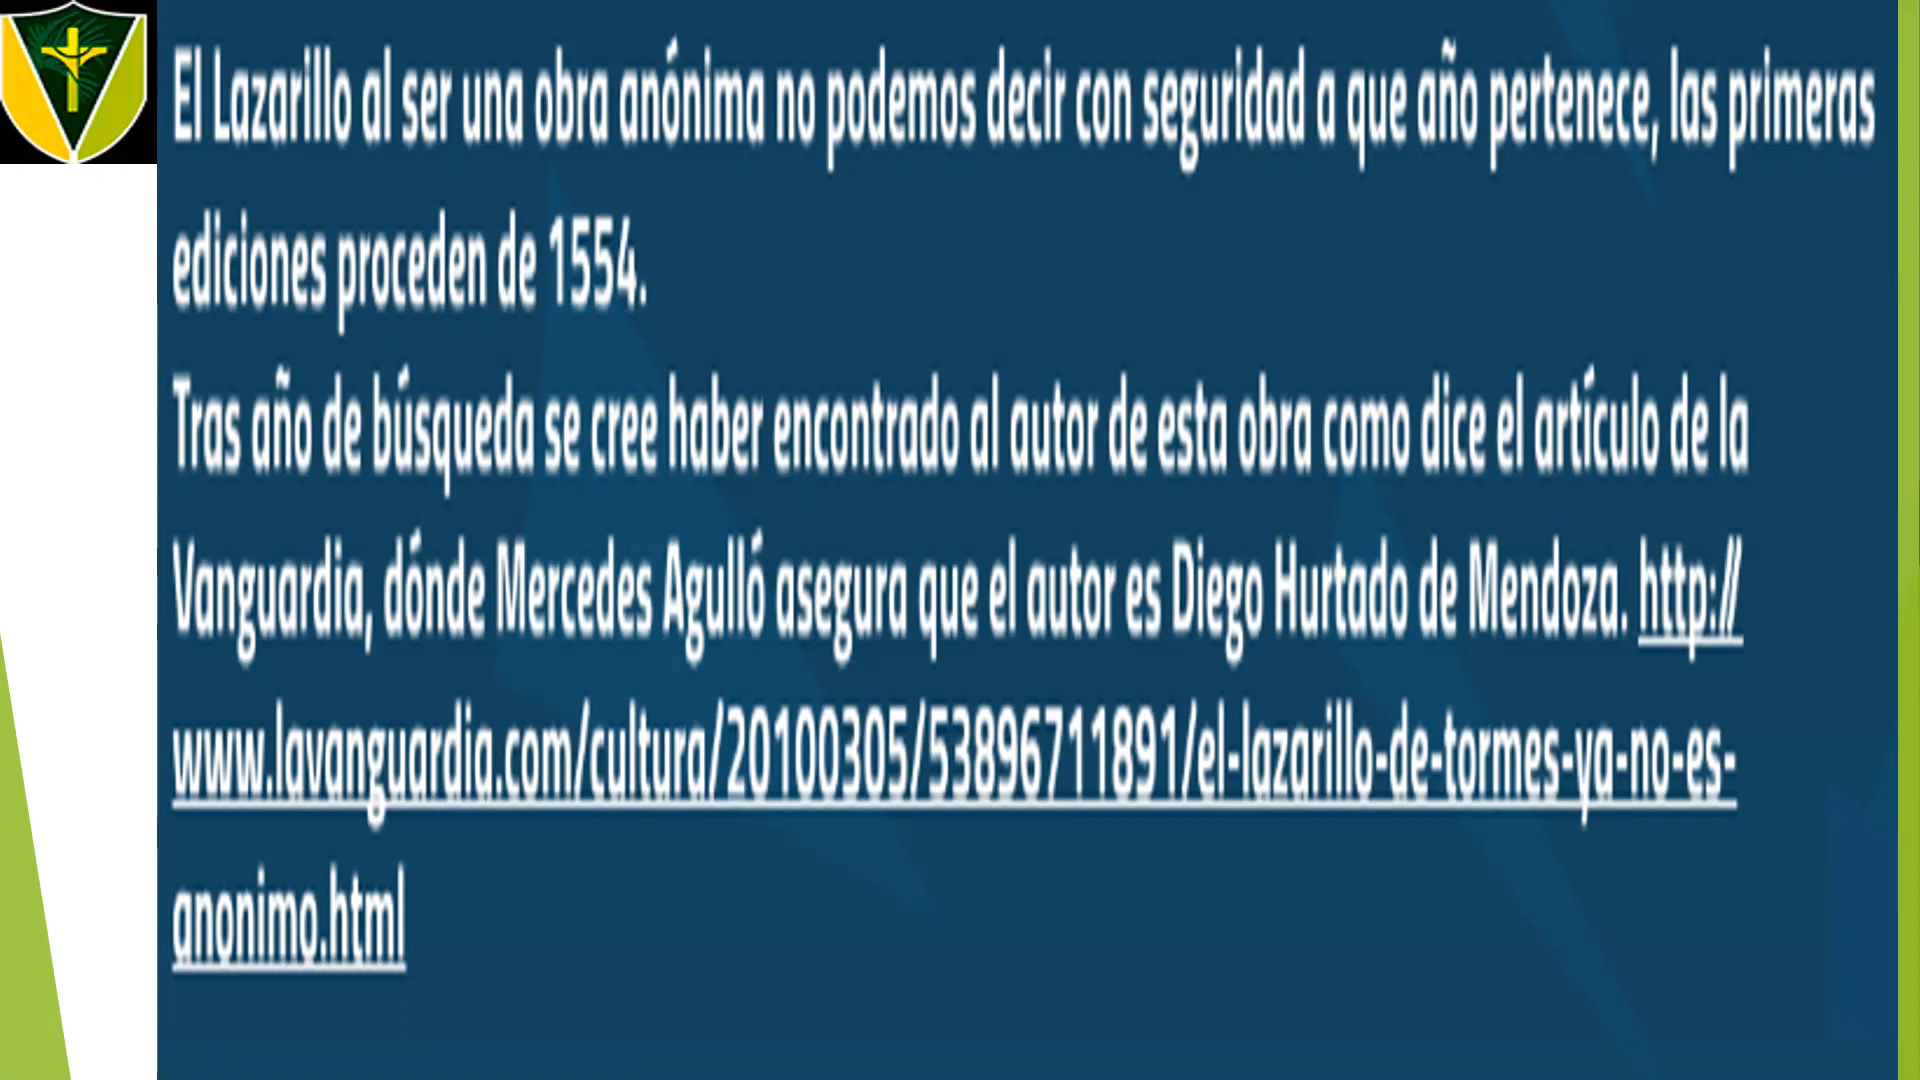 El Lazarillo al ser una obra anónima no podemos decir con seguridad a que año pertenece, las primeras
ediciones proceden de 1554.
Tras año de búsqueda se cree haber encontrado al autor de esta obra como dice el artículo de la
Vanguardia, dónde Mercedes Agulló asegura que el autor es Diego Hurtado de Mendoza. http://
www.lavanguardia.com/cultura/20100305/53896711891/el-lazarillo-de-tormes-ya-no-es-
anonimo.html